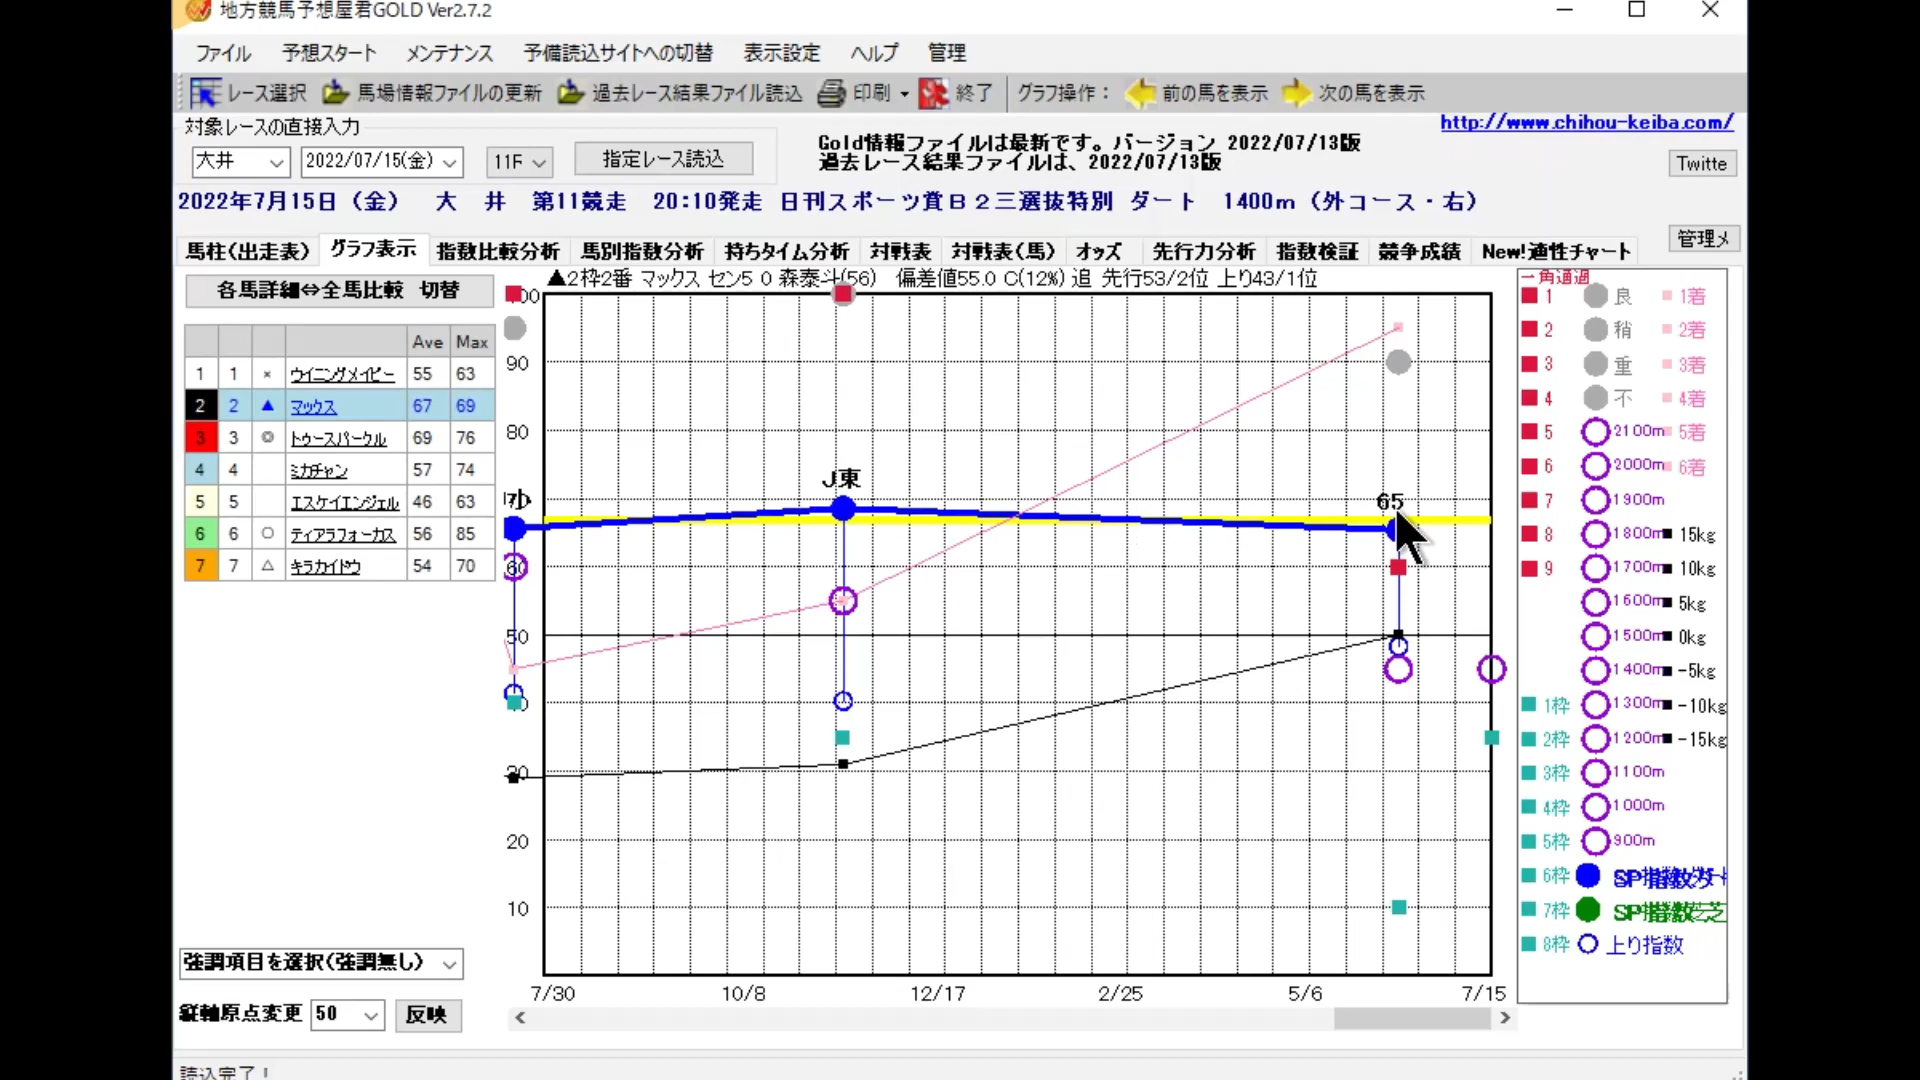 地方競馬予想屋君GOLD Ver2.7.2
ファイル 予想スタート メンテナンス 予備読込サイトへの切替 表示設定 ヘルプ 管理
レース選択 馬場情報ファイルの更新 過去レース結果ファイル読込 印刷 終了 グラフ操作： 前の馬を表示 次の馬を表示
対象レースの直接入力
http://www.chihou-keiba.com/
大井 2022/07/15(金) 11R 指定レース読込
Gold情報ファイルは最新です。バージョン 2022/07/13版
過去レース結果ファイルは、2022/07/13版
Twitte
2022年7月15日（金） 大 井 第11競走 20:10発走 日刊スポーツ賞Ｂ２三選抜特別 ダート 1400m（外コース・右）
管理メ
馬柱(出走表) グラフ表示 指数比較分析 馬別指数分析 持ちタイム分析 対戦表 対戦表(馬) オッズ 先行力分析 指数検証 競争成績 New!適性チャート
各馬詳細⇔全馬比較 切替
▲2枠2番 マックス セン5 0 森泰斗(56) 偏差値55.0 C(12%) 追 先行53/2位 上り43/1位
Ave Max
1 1 × ウイニングメイビー 55 63
2 2 ▲ マックス 67 69
3 3 ◎ トゥースパークル 69 76
4 4 ミカチャン 57 74
5 5 エスケイエンジェル 46 63
6 6 ○ ティアラフォーカス 56 85
7 7 △ キラカイドウ 54 70
90
80
J東
65
60
50
20
10
7/30 10/8 12/17 2/25 5/6 7/15
一角通過
1 良 1着
2 稍 2着
3 重 3着
4 不 4着
5 2100m 5着
6 2000m 6着
7 1900m
8 1800m 15kg
9 1700m 10kg
1600m 5kg
1500m 0kg
1400m -5kg
1枠 1300m -10kg
2枠 1200m -15kg
3枠 1100m
4枠 1000m
5枠 900m
6枠 SP指数
7枠 SP指数芝
8枠 上り指数
強調項目を選択(強調無し)
縦軸原点変更 50 反映
読込完了！